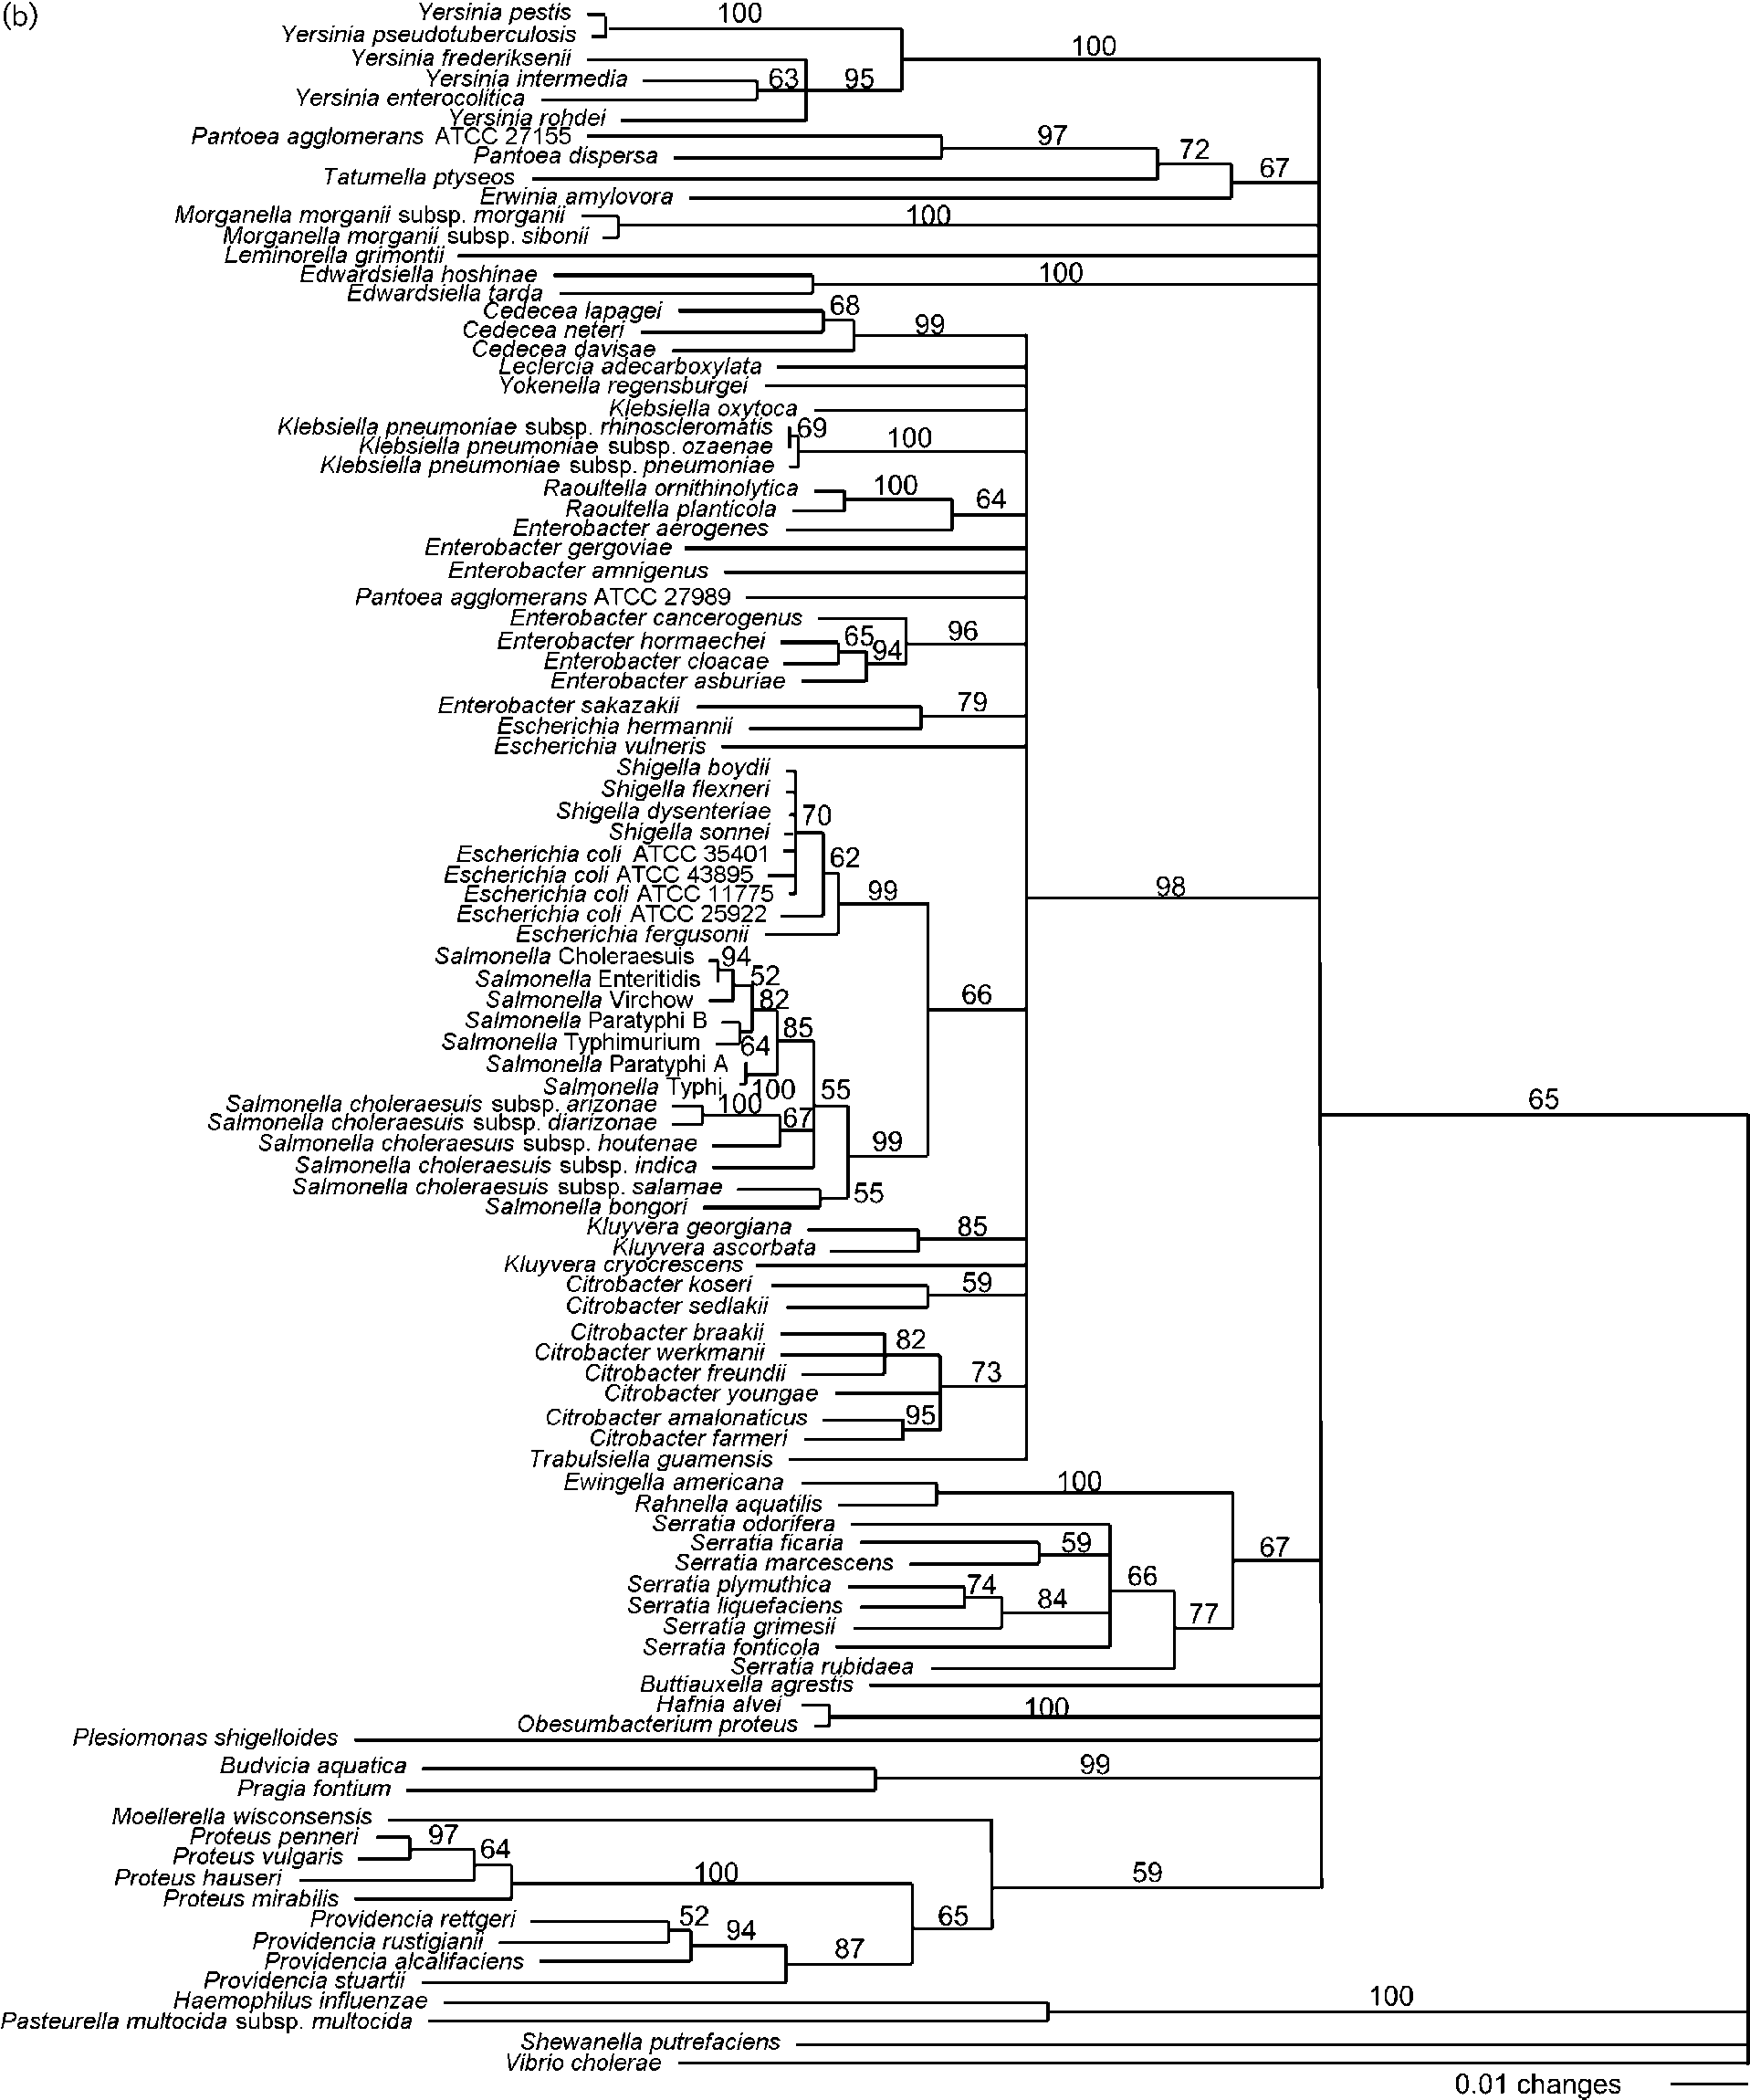 (b)
Yersinia pestis
100
Yersinia pseudotuberculosis
100
Yersinia frederiksenii
Yersinia intermedia
63
95
Yersinia enterocolitica
Yersinia rohdei
Pantoea agglomerans ATCC 27155
97
Pantoea dispersa
72
67
Tatumella ptyseos
Erwinia amylovora
Morganella morganii subsp. morganii
100
Morganella morganii subsp. sibonii
Leminorella grimontii
Edwardsiella hoshinae
100
Edwardsiella tarda
Cedecea lapagei
68
Cedecea neteri
99
Cedecea davisae
Leclercia adecarboxylata
Yokenella regensburgei
Klebsiella oxytoca
Klebsiella pneumoniae subsp. rhinoscleromatis
69
Klebsiella pneumoniae subsp. ozaenae
100
Klebsiella pneumoniae subsp. pneumoniae
Raoultella ornithinolytica
100
64
Raoultella planticola
Enterobacter aerogenes
Enterobacter gergoviae
Enterobacter amnigenus
Pantoea agglomerans ATCC 27989
Enterobacter cancerogenus
96
Enterobacter hormaechei
65
94
Enterobacter cloacae
Enterobacter asburiae
Enterobacter sakazakii
79
Escherichia hermannii
Escherichia vulneris
Shigella boydii
Shigella flexneri
Shigella dysenteriae
70
Shigella sonnei
Escherichia coli ATCC 35401
62
Escherichia coli ATCC 43895
Escherichia coli ATCC 11775
99
98
Escherichia coli ATCC 25922
Escherichia fergusonii
Salmonella Choleraesuis
94
Salmonella Enteritidis
52
Salmonella Virchow
82
66
Salmonella Paratyphi B
85
Salmonella Typhimurium
64
Salmonella Paratyphi A
Salmonella Typhi
100
55
Salmonella choleraesuis subsp. arizonae
100
65
Salmonella choleraesuis subsp. diarizonae
67
Salmonella choleraesuis subsp. houtenae
99
Salmonella choleraesuis subsp. indica
Salmonella choleraesuis subsp. salamae
55
Salmonella bongori
Kluyvera georgiana
85
Kluyvera ascorbata
Kluyvera cryocrescens
Citrobacter koseri
59
Citrobacter sedlakii
Citrobacter braakii
82
Citrobacter werkmanii
Citrobacter freundii
73
Citrobacter youngae
Citrobacter amalonaticus
95
Citrobacter farmeri
Trabulsiella guamensis
Ewingella americana
100
Rahnella aquatilis
Serratia odorifera
Serratia ficaria
59
67
Serratia marcescens
Serratia plymuthica
74
66
Serratia liquefaciens
84
77
Serratia grimesii
Serratia fonticola
Serratia rubidaea
Buttiauxella agrestis
Hafnia alvei
100
Obesumbacterium proteus
Plesiomonas shigelloides
Budvicia aquatica
99
Pragia fontium
Moellerella wisconsensis
Proteus penneri
97
64
Proteus vulgaris
Proteus hauseri
100
59
Proteus mirabilis
Providencia rettgeri
52
65
Providencia rustigianii
94
87
Providencia alcalifaciens
Providencia stuartii
Haemophilus influenzae
100
Pasteurella multocida subsp. multocida
Shewanella putrefaciens
Vibrio cholerae
0.01 changes